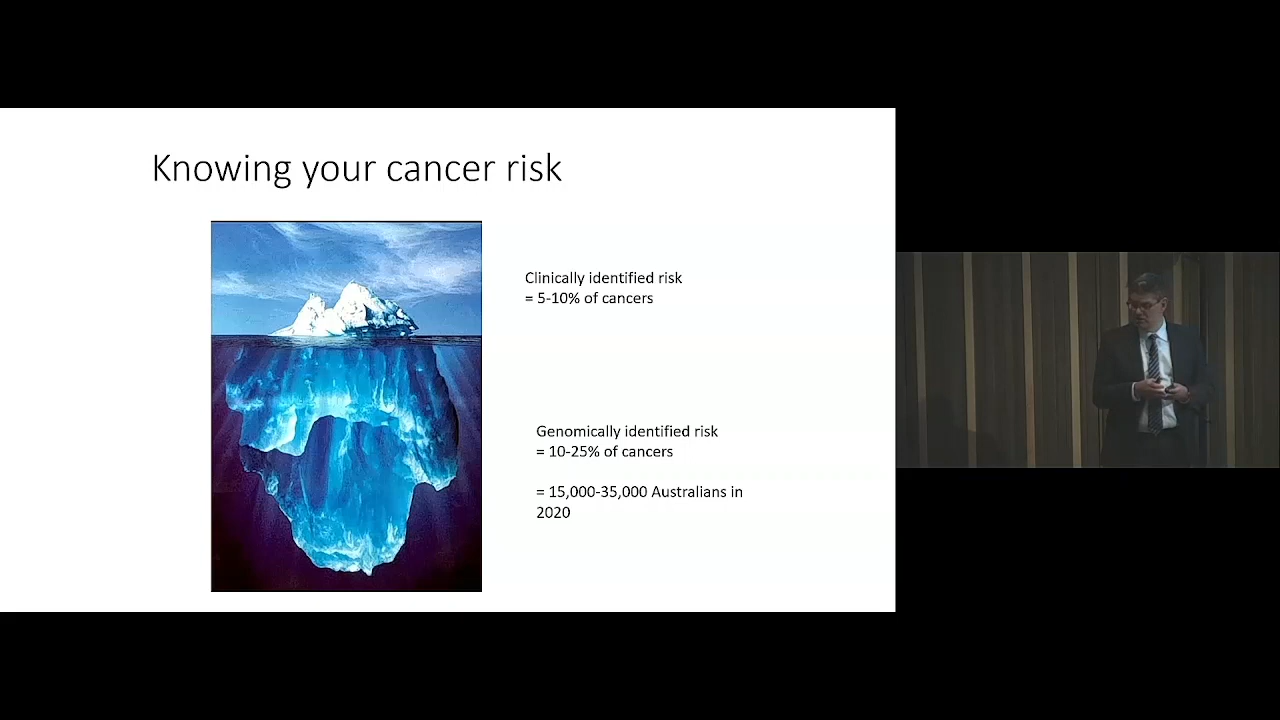 Knowing your cancer risk
Clinically identified risk
= 5-10% of cancers
Genomically identified risk
= 10-25% of cancers
= 15,000-35,000 Australians in
2020